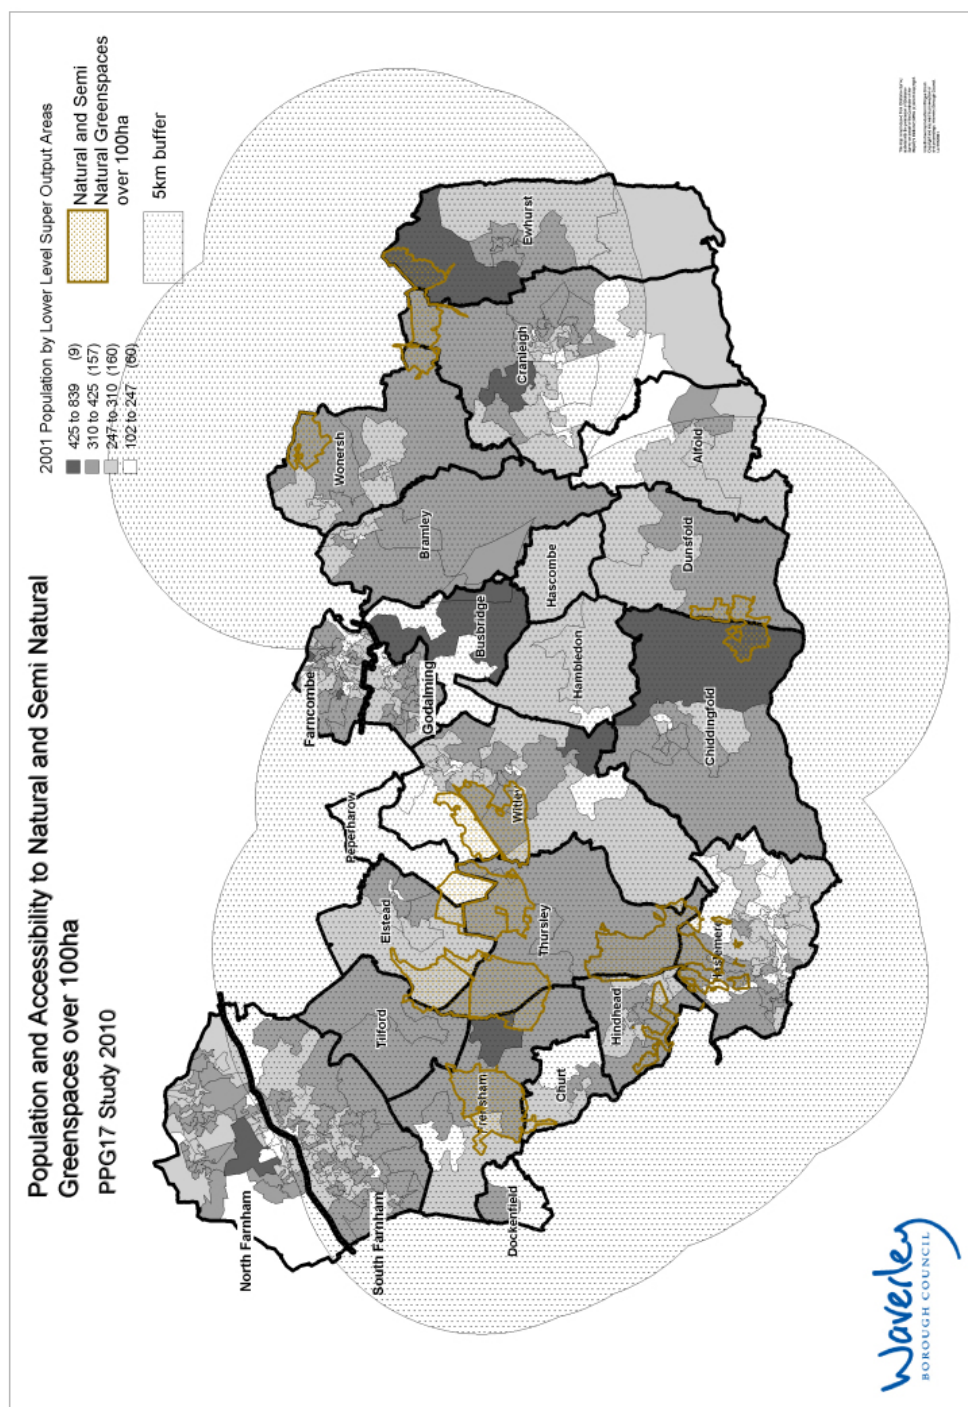 Population and Accessibility to Natural and Semi Natural
Greenspaces over 100ha
PPG17 Study 2010
2001 Population by Lower Level Super Output Areas
425 to 839 (9)
310 to 425 (157)
247 to 310 (160)
102 to 247 (60)
Natural and Semi
Natural Greenspaces
over 100ha
5km buffer
North Farnham
South Farnham
Dockenfield
Frensham
Churt
Tilford
Hindhead
Elstead
Thursley
Haslemere
Peperharow
Witley
Farncombe
Godalming
Busbridge
Hambledon
Chiddingfold
Hascombe
Bramley
Dunsfold
Wonersh
Alfold
Cranleigh
Ewhurst
Waverley
BOROUGH COUNCIL